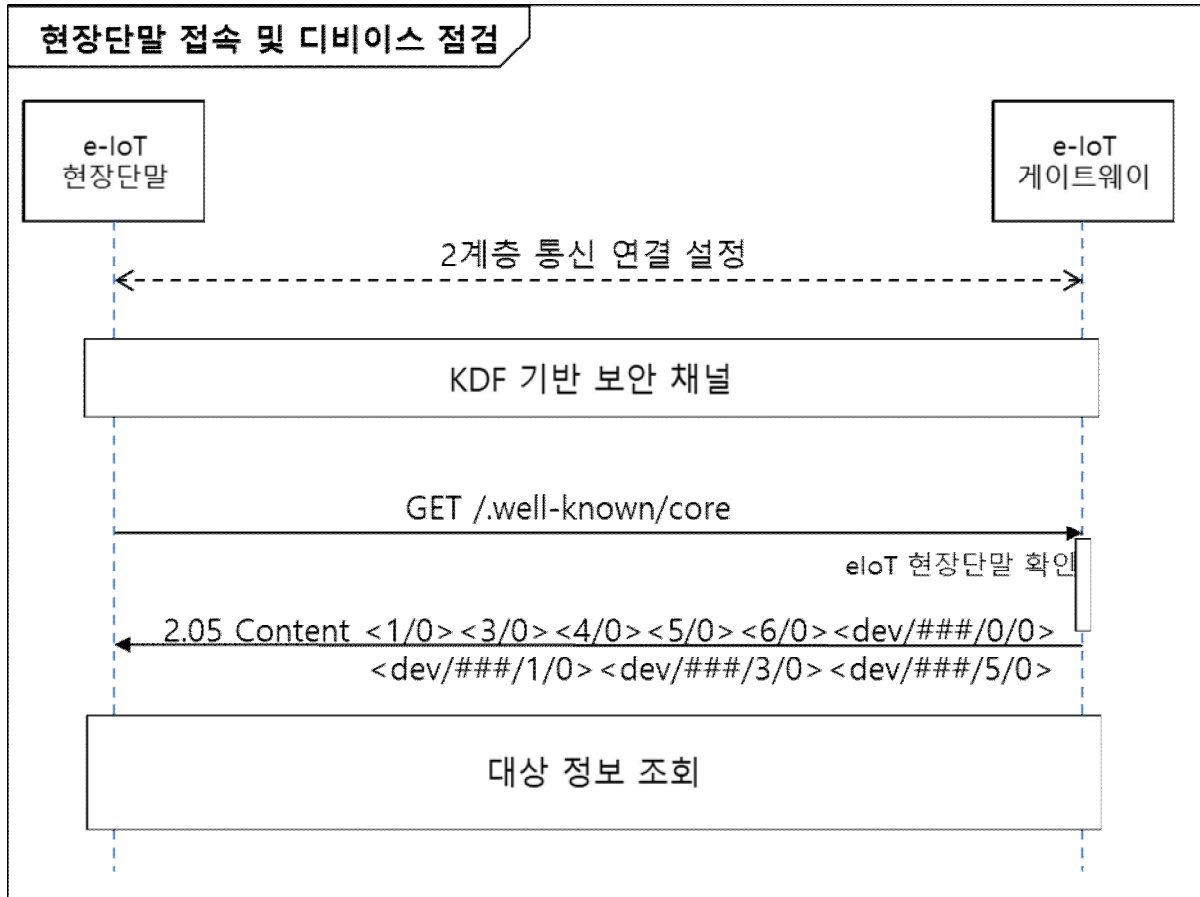 현장단말 접속 및 디비이스 점검
e-IoT
현장단말
e-IoT
게이트웨이
2계층 통신 연결 설정
KDF 기반 보안 채널
GET /.well-known/core
eIoT 현장단말 확인
2.05 Content <1/0><3/0><4/0><5/0><6/0><dev/###/0/0>
<dev/###/1/0><dev/###/3/0><dev/###/5/0>
대상 정보 조회